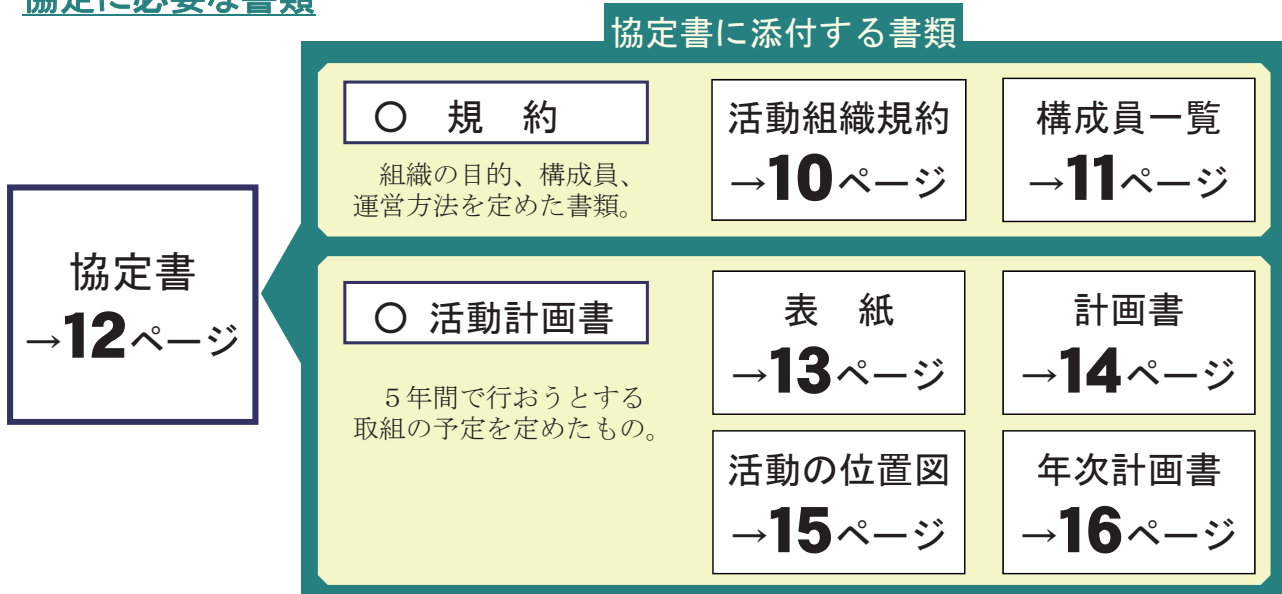 協定に必要な書類
協定書に添付する書類
協定書
→12ページ
〇 規 約
組織の目的、構成員、
運営方法を定めた書類。
活動組織規約
→10ページ
構成員一覧
→11ページ
〇 活動計画書
５年間で行おうとする
取組の予定を定めたもの。
表 紙
→13ページ
計画書
→14ページ
活動の位置図
→15ページ
年次計画書
→16ページ